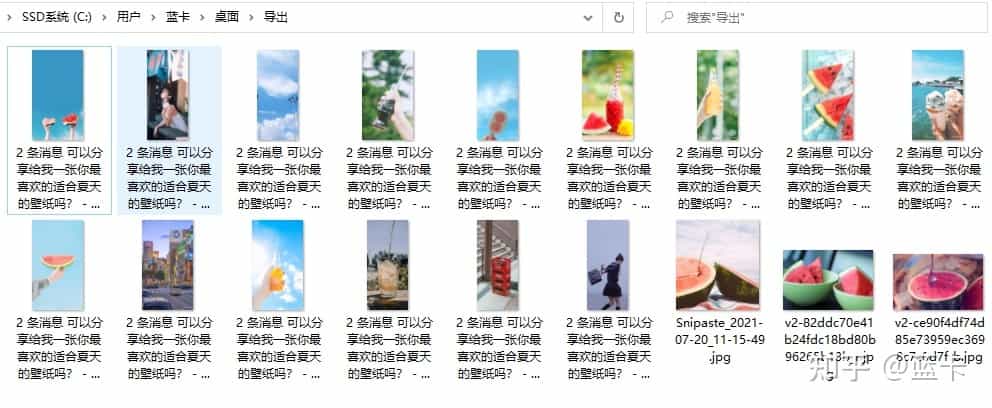 SSD系统 (C:) › 用户 › 蓝卡 › 桌面 › 导出
搜索"导出"
2 条消息 可以分
享给我一张你最
喜欢的适合夏天
的壁纸吗？ - ...
2 条消息 可以分
享给我一张你最
喜欢的适合夏天
的壁纸吗？ - ...
2 条消息 可以分
享给我一张你最
喜欢的适合夏天
的壁纸吗？ - ...
2 条消息 可以分
享给我一张你最
喜欢的适合夏天
的壁纸吗？ - ...
2 条消息 可以分
享给我一张你最
喜欢的适合夏天
的壁纸吗？ - ...
2 条消息 可以分
享给我一张你最
喜欢的适合夏天
的壁纸吗？ - ...
2 条消息 可以分
享给我一张你最
喜欢的适合夏天
的壁纸吗？ - ...
2 条消息 可以分
享给我一张你最
喜欢的适合夏天
的壁纸吗？ - ...
2 条消息 可以分
享给我一张你最
喜欢的适合夏天
的壁纸吗？ - ...
2 条消息 可以分
享给我一张你最
喜欢的适合夏天
的壁纸吗？ - ...
2 条消息 可以分
享给我一张你最
喜欢的适合夏天
的壁纸吗？ - ...
2 条消息 可以分
享给我一张你最
喜欢的适合夏天
的壁纸吗？ - ...
2 条消息 可以分
享给我一张你最
喜欢的适合夏天
的壁纸吗？ - ...
2 条消息 可以分
享给我一张你最
喜欢的适合夏天
的壁纸吗？ - ...
2 条消息 可以分
享给我一张你最
喜欢的适合夏天
的壁纸吗？ - ...
Snipaste_2021-
07-20_11-15-49
.jpg
v2-82ddc70e41
b24fdc18bd80b
g
v2-ce90f4df74d
85e73959ec369
.jpg
知乎 @蓝卡